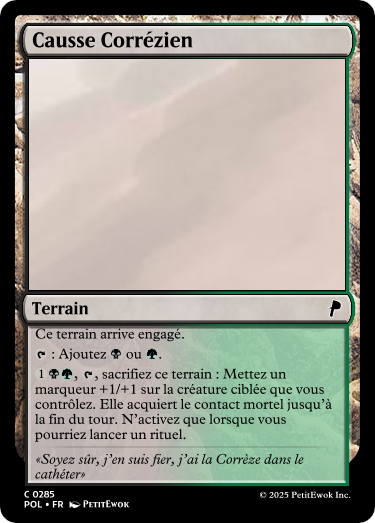 Causse Corrézien
Terrain
Ce terrain arrive engagé.
: Ajoutez ou .
1 , , sacrifiez ce terrain : Mettez un
marqueur +1/+1 sur la créature ciblée que vous
contrôlez. Elle acquiert le contact mortel jusqu'à
la fin du tour. N'activez que lorsque vous
pourriez lancer un rituel.
«Soyez sûr, j'en suis fier, j'ai la Corrèze dans le
cathéter»
C 0285
POL • FR PetitEwok
© 2025 PetitEwok Inc.